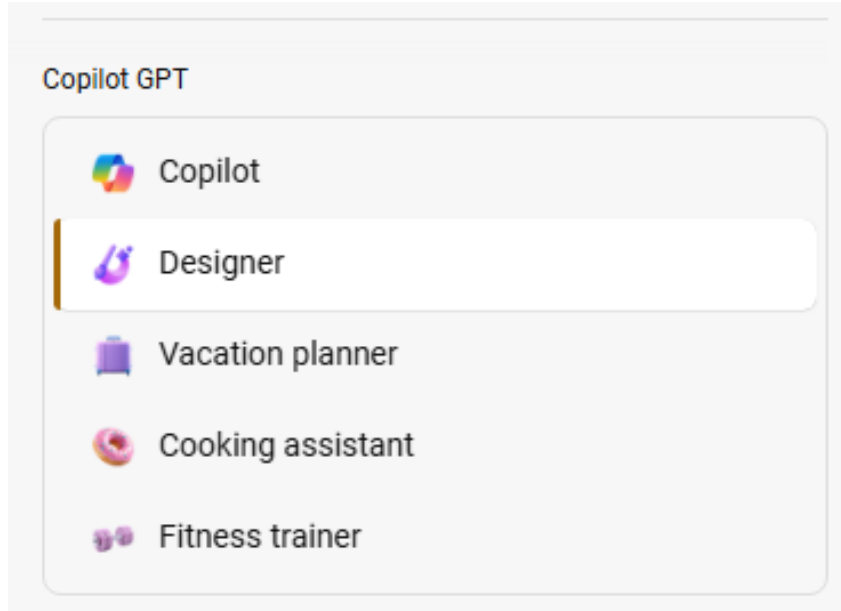 Copilot GPT
Copilot
Designer
Vacation planner
Cooking assistant
Fitness trainer